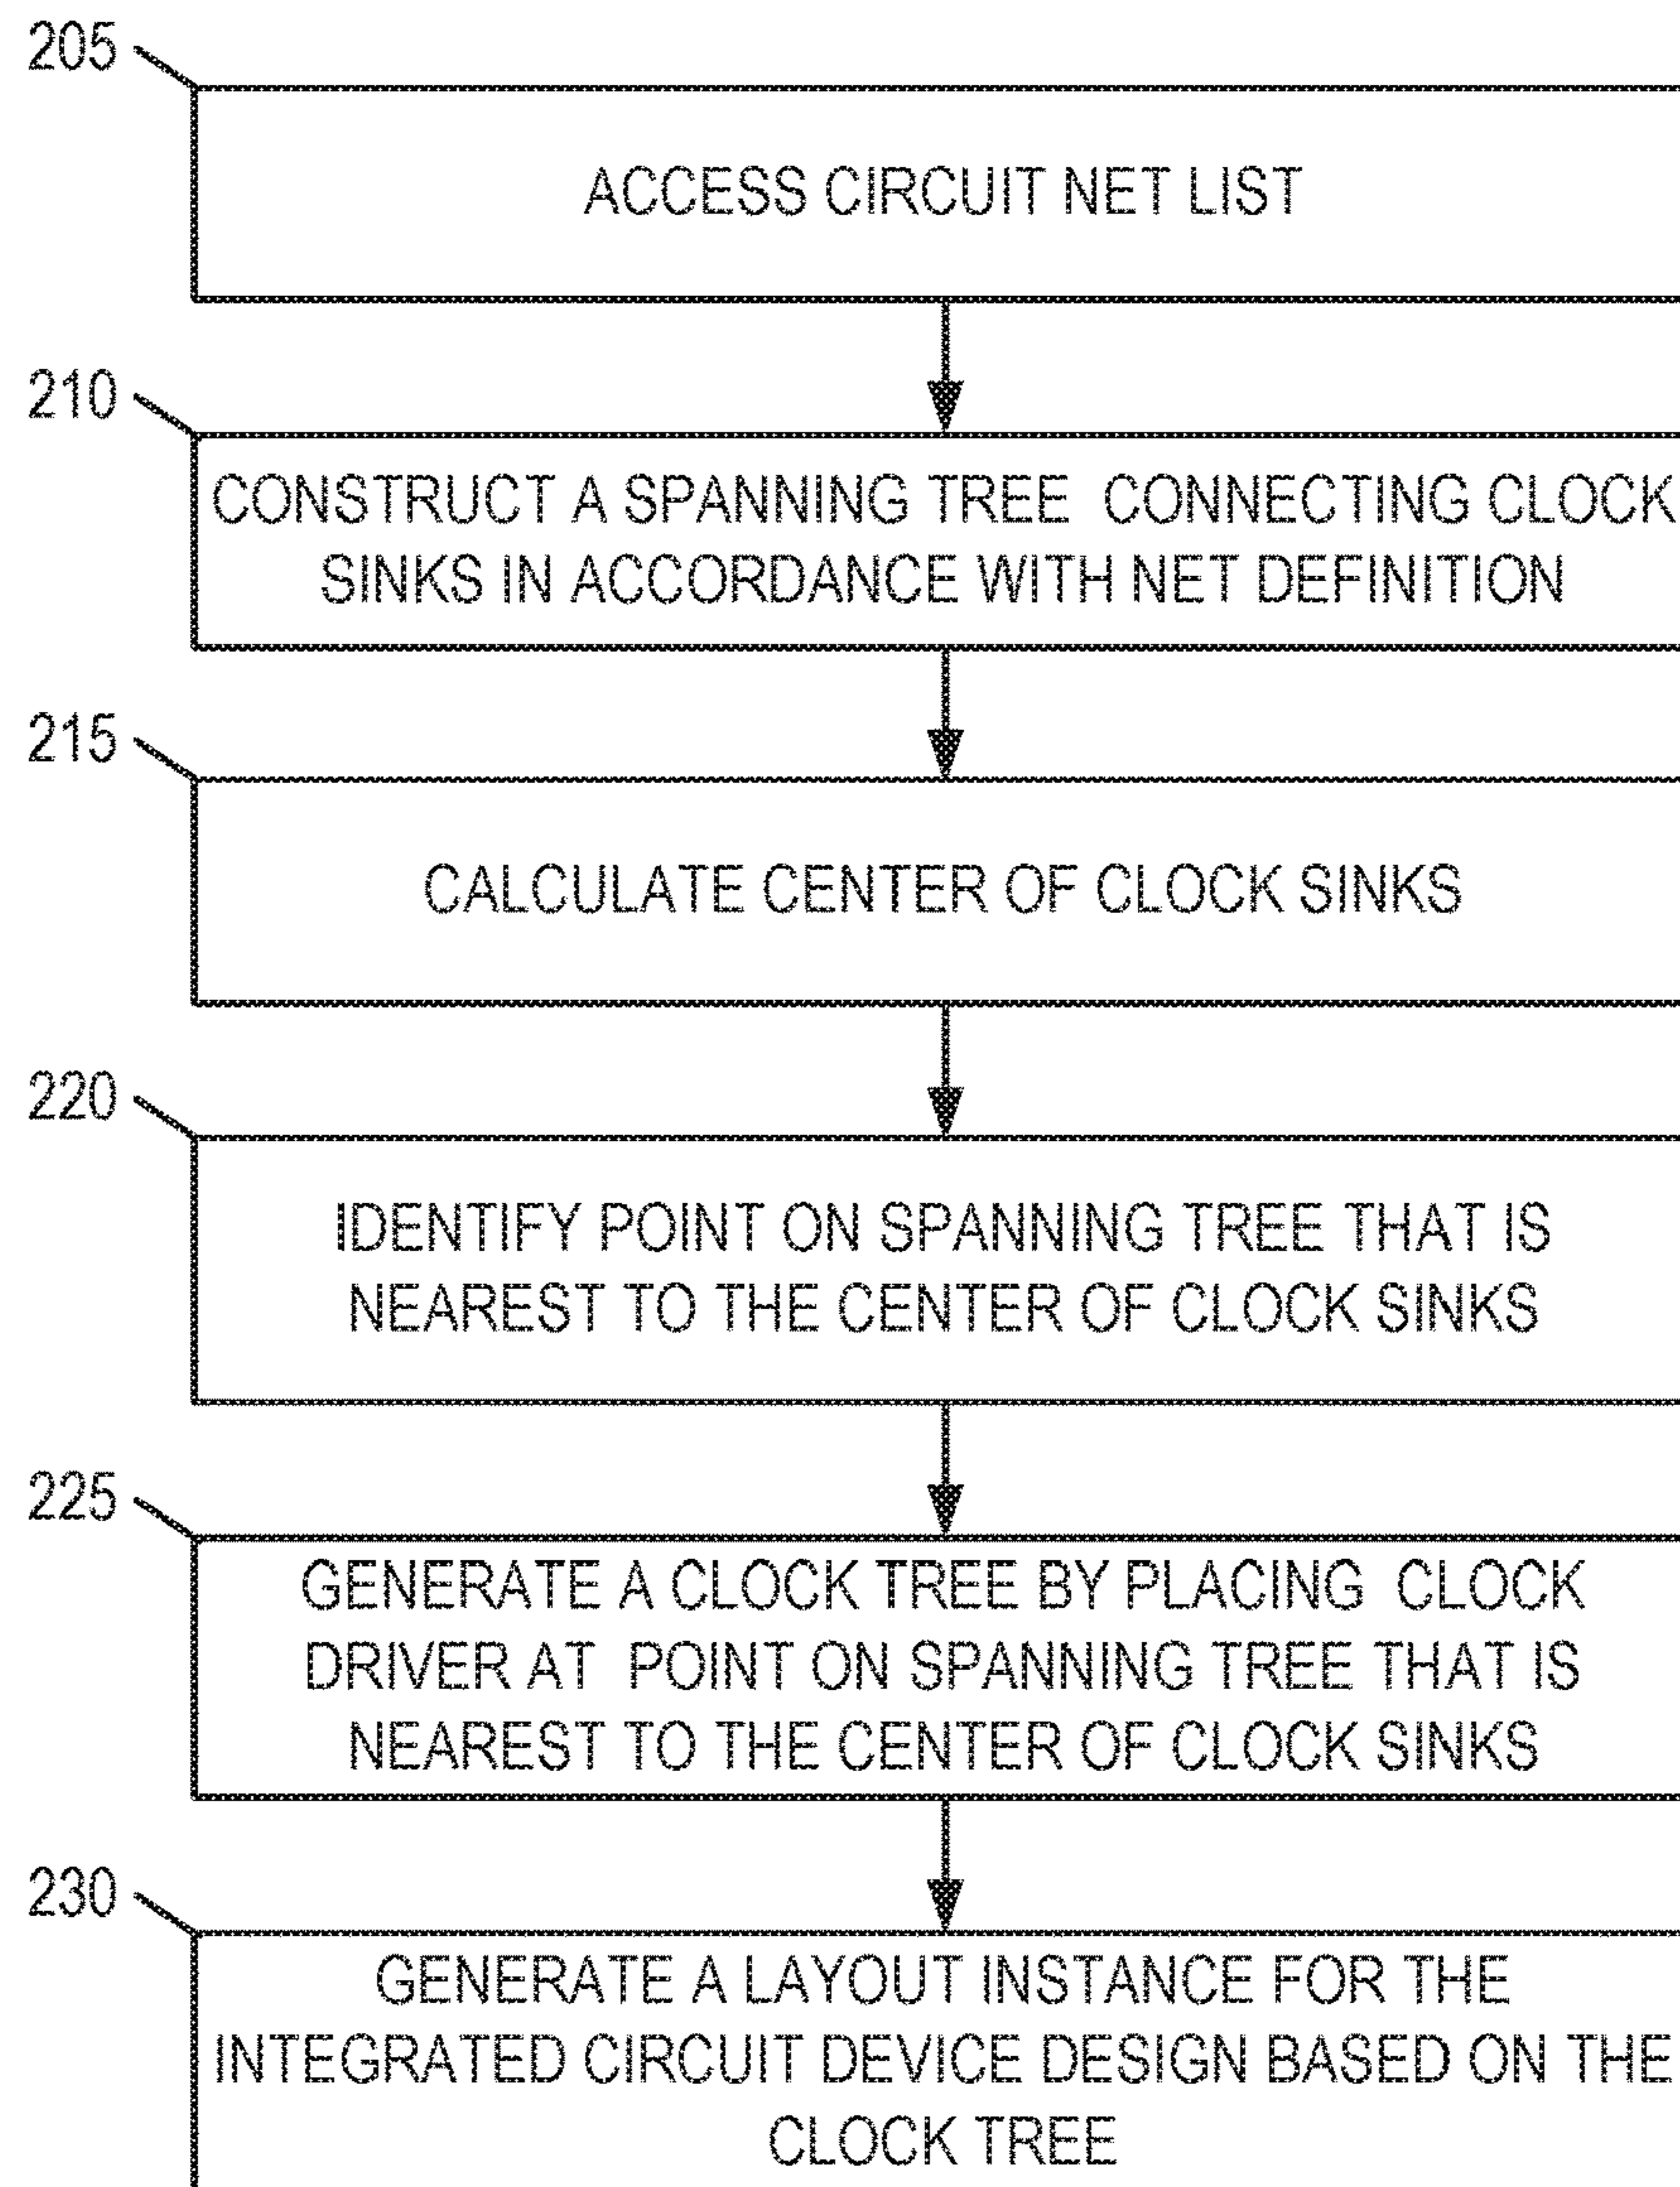 205
ACCESS CIRCUIT NET LIST
210
CONSTRUCT A SPANNING TREE CONNECTING CLOCK
SINKS IN ACCORDANCE WITH NET DEFINITION
215
CALCULATE CENTER OF CLOCK SINKS
220
IDENTIFY POINT ON SPANNING TREE THAT IS
NEAREST TO THE CENTER OF CLOCK SINKS
225
GENERATE A CLOCK TREE BY PLACING CLOCK
DRIVER AT POINT ON SPANNING TREE THAT IS
NEAREST TO THE CENTER OF CLOCK SINKS
230
GENERATE A LAYOUT INSTANCE FOR THE
INTEGRATED CIRCUIT DEVICE DESIGN BASED ON THE
CLOCK TREE